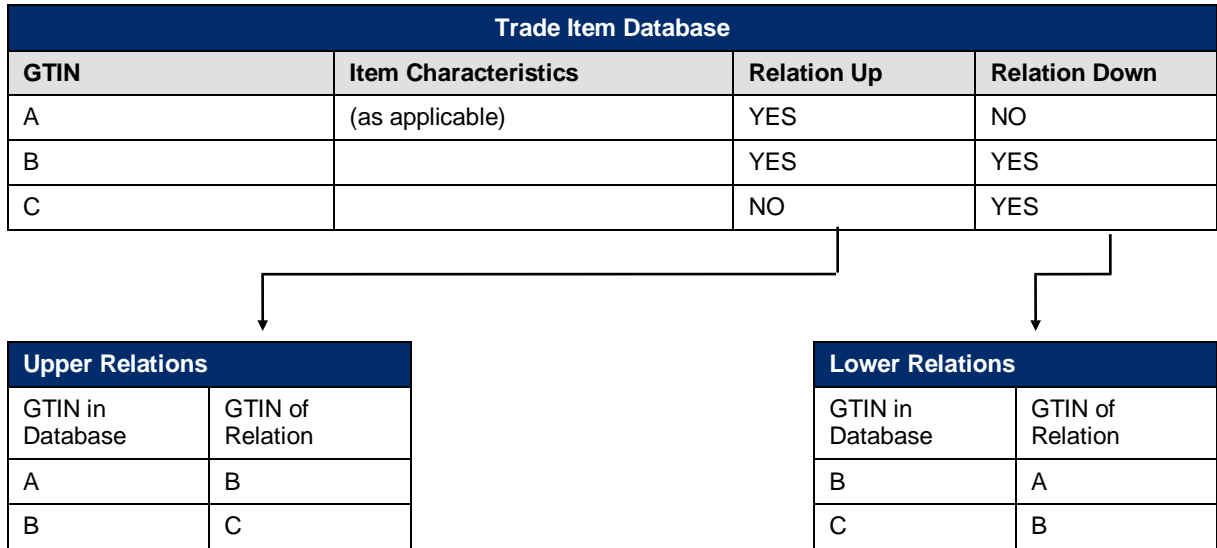 Trade Item Database
GTIN Item Characteristics Relation Up Relation Down
A (as applicable) YES NO
B YES YES
C NO YES
Upper Relations
GTIN in Database GTIN of Relation
A B
B C
Lower Relations
GTIN in Database GTIN of Relation
B A
C B